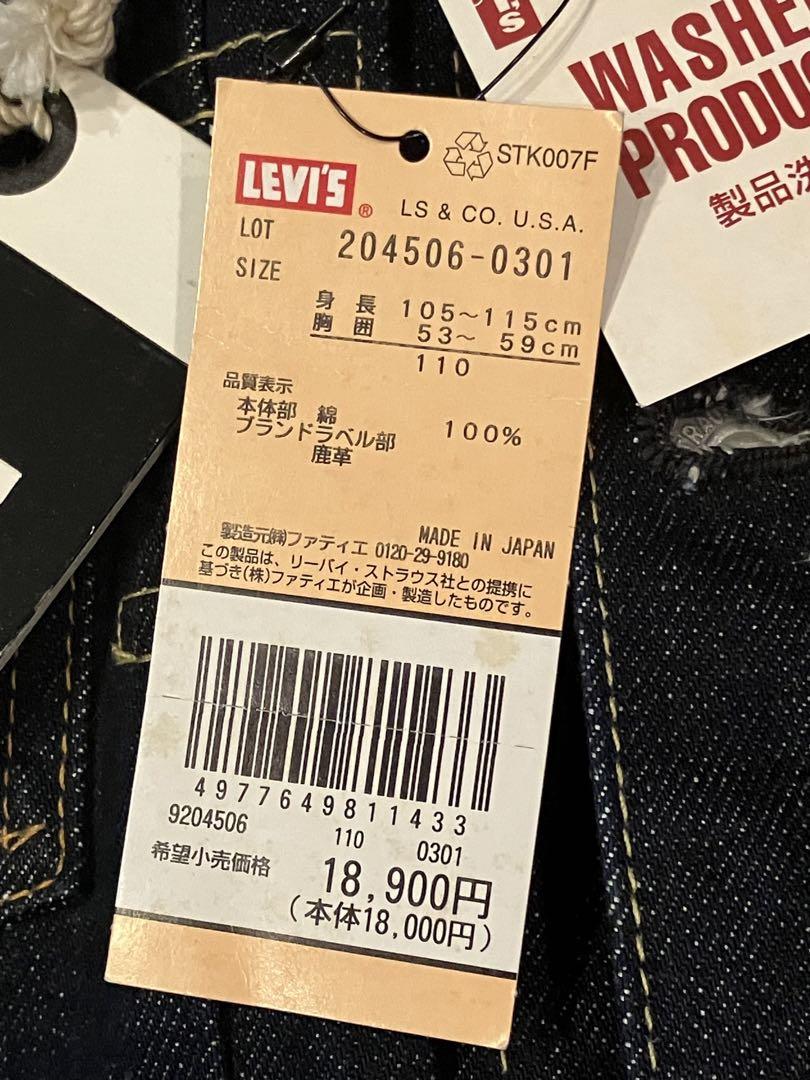 STK007F
LEVI'S ®
LS & CO. U.S.A.
LOT 204506-0301
SIZE
身長 105～115cm
胸囲 53～ 59cm
110
品質表示
本体部 綿 100%
ブランドラベル部
鹿革
MADE IN JAPAN
製造元㈱ファティエ 0120-29-9180
この製品は、リーバイ・ストラウス社との提携に
基づき(株)ファティエが企画・製造したものです。
4977649811433
9204506 110 0301
希望小売価格 18,900円
(本体18,000円)
WASHE
PRODU
製品洗